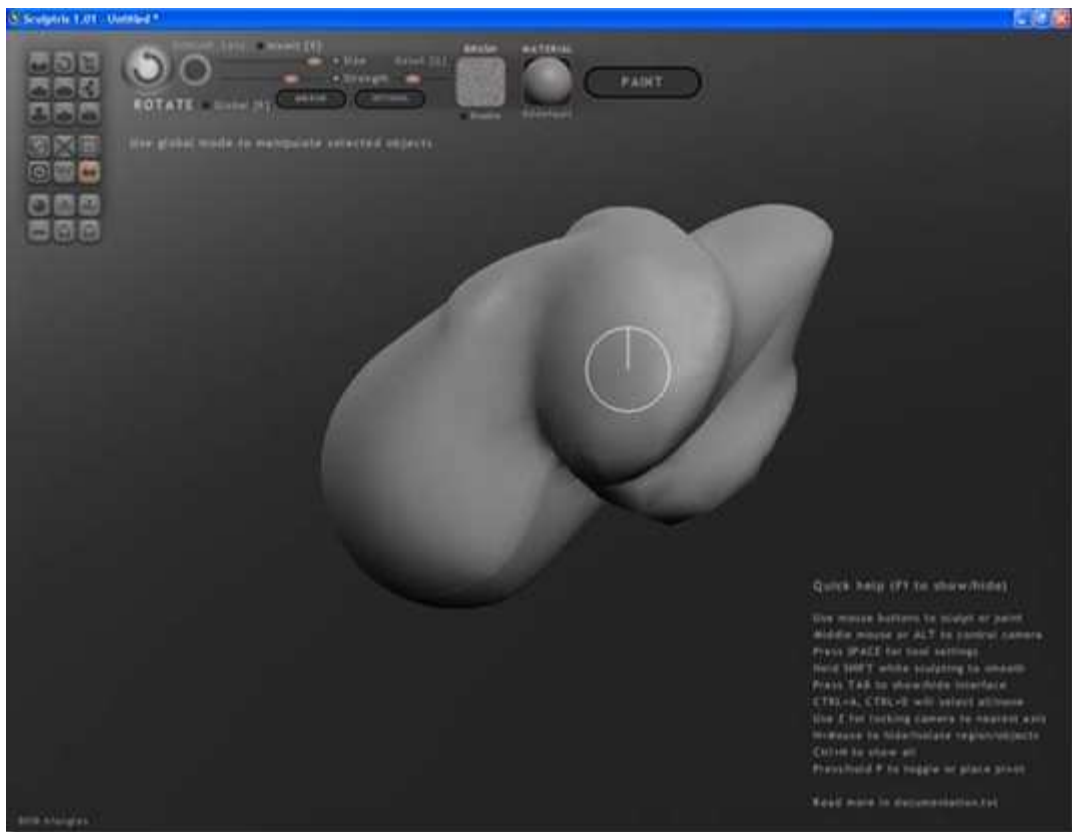 Sculptris 1.01 - Untitled *
Invert [X]
Size
Strength
ROTATE
Global [R]
BRUSH
MATERIAL
PAINT
Use global mode to manipulate selected objects
Quick help (F1 to show/hide)
Use mouse buttons to sculpt or paint
Middle mouse or ALT to control camera
Press SPACE for tool settings
Hold SHIFT while sculpting to smooth
Press TAB to show/hide interface
CTRL+A, CTRL+D will select all/none
Use Z for locking camera to nearest axis
H+Mouse to hide/isolate region/objects
Ctrl+H to show all
Press/hold P to toggle or place pivot
Read more in documentation.txt
triangles